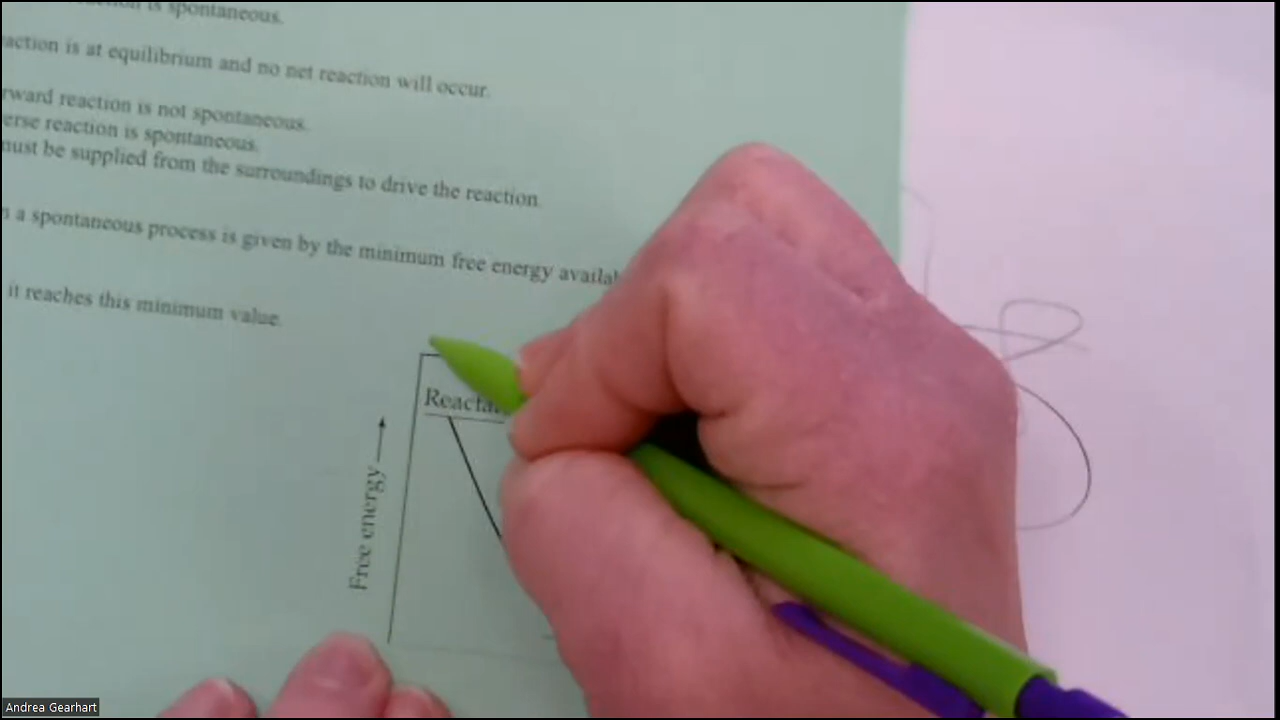 is spontaneous.
action is at equilibrium and no net reaction will occur.
rward reaction is not spontaneous.
erse reaction is spontaneous.
must be supplied from the surroundings to drive the reaction.
a spontaneous process is given by the minimum free energy availab
it reaches this minimum value.
Reacta
Free energy
Andrea Gearhart